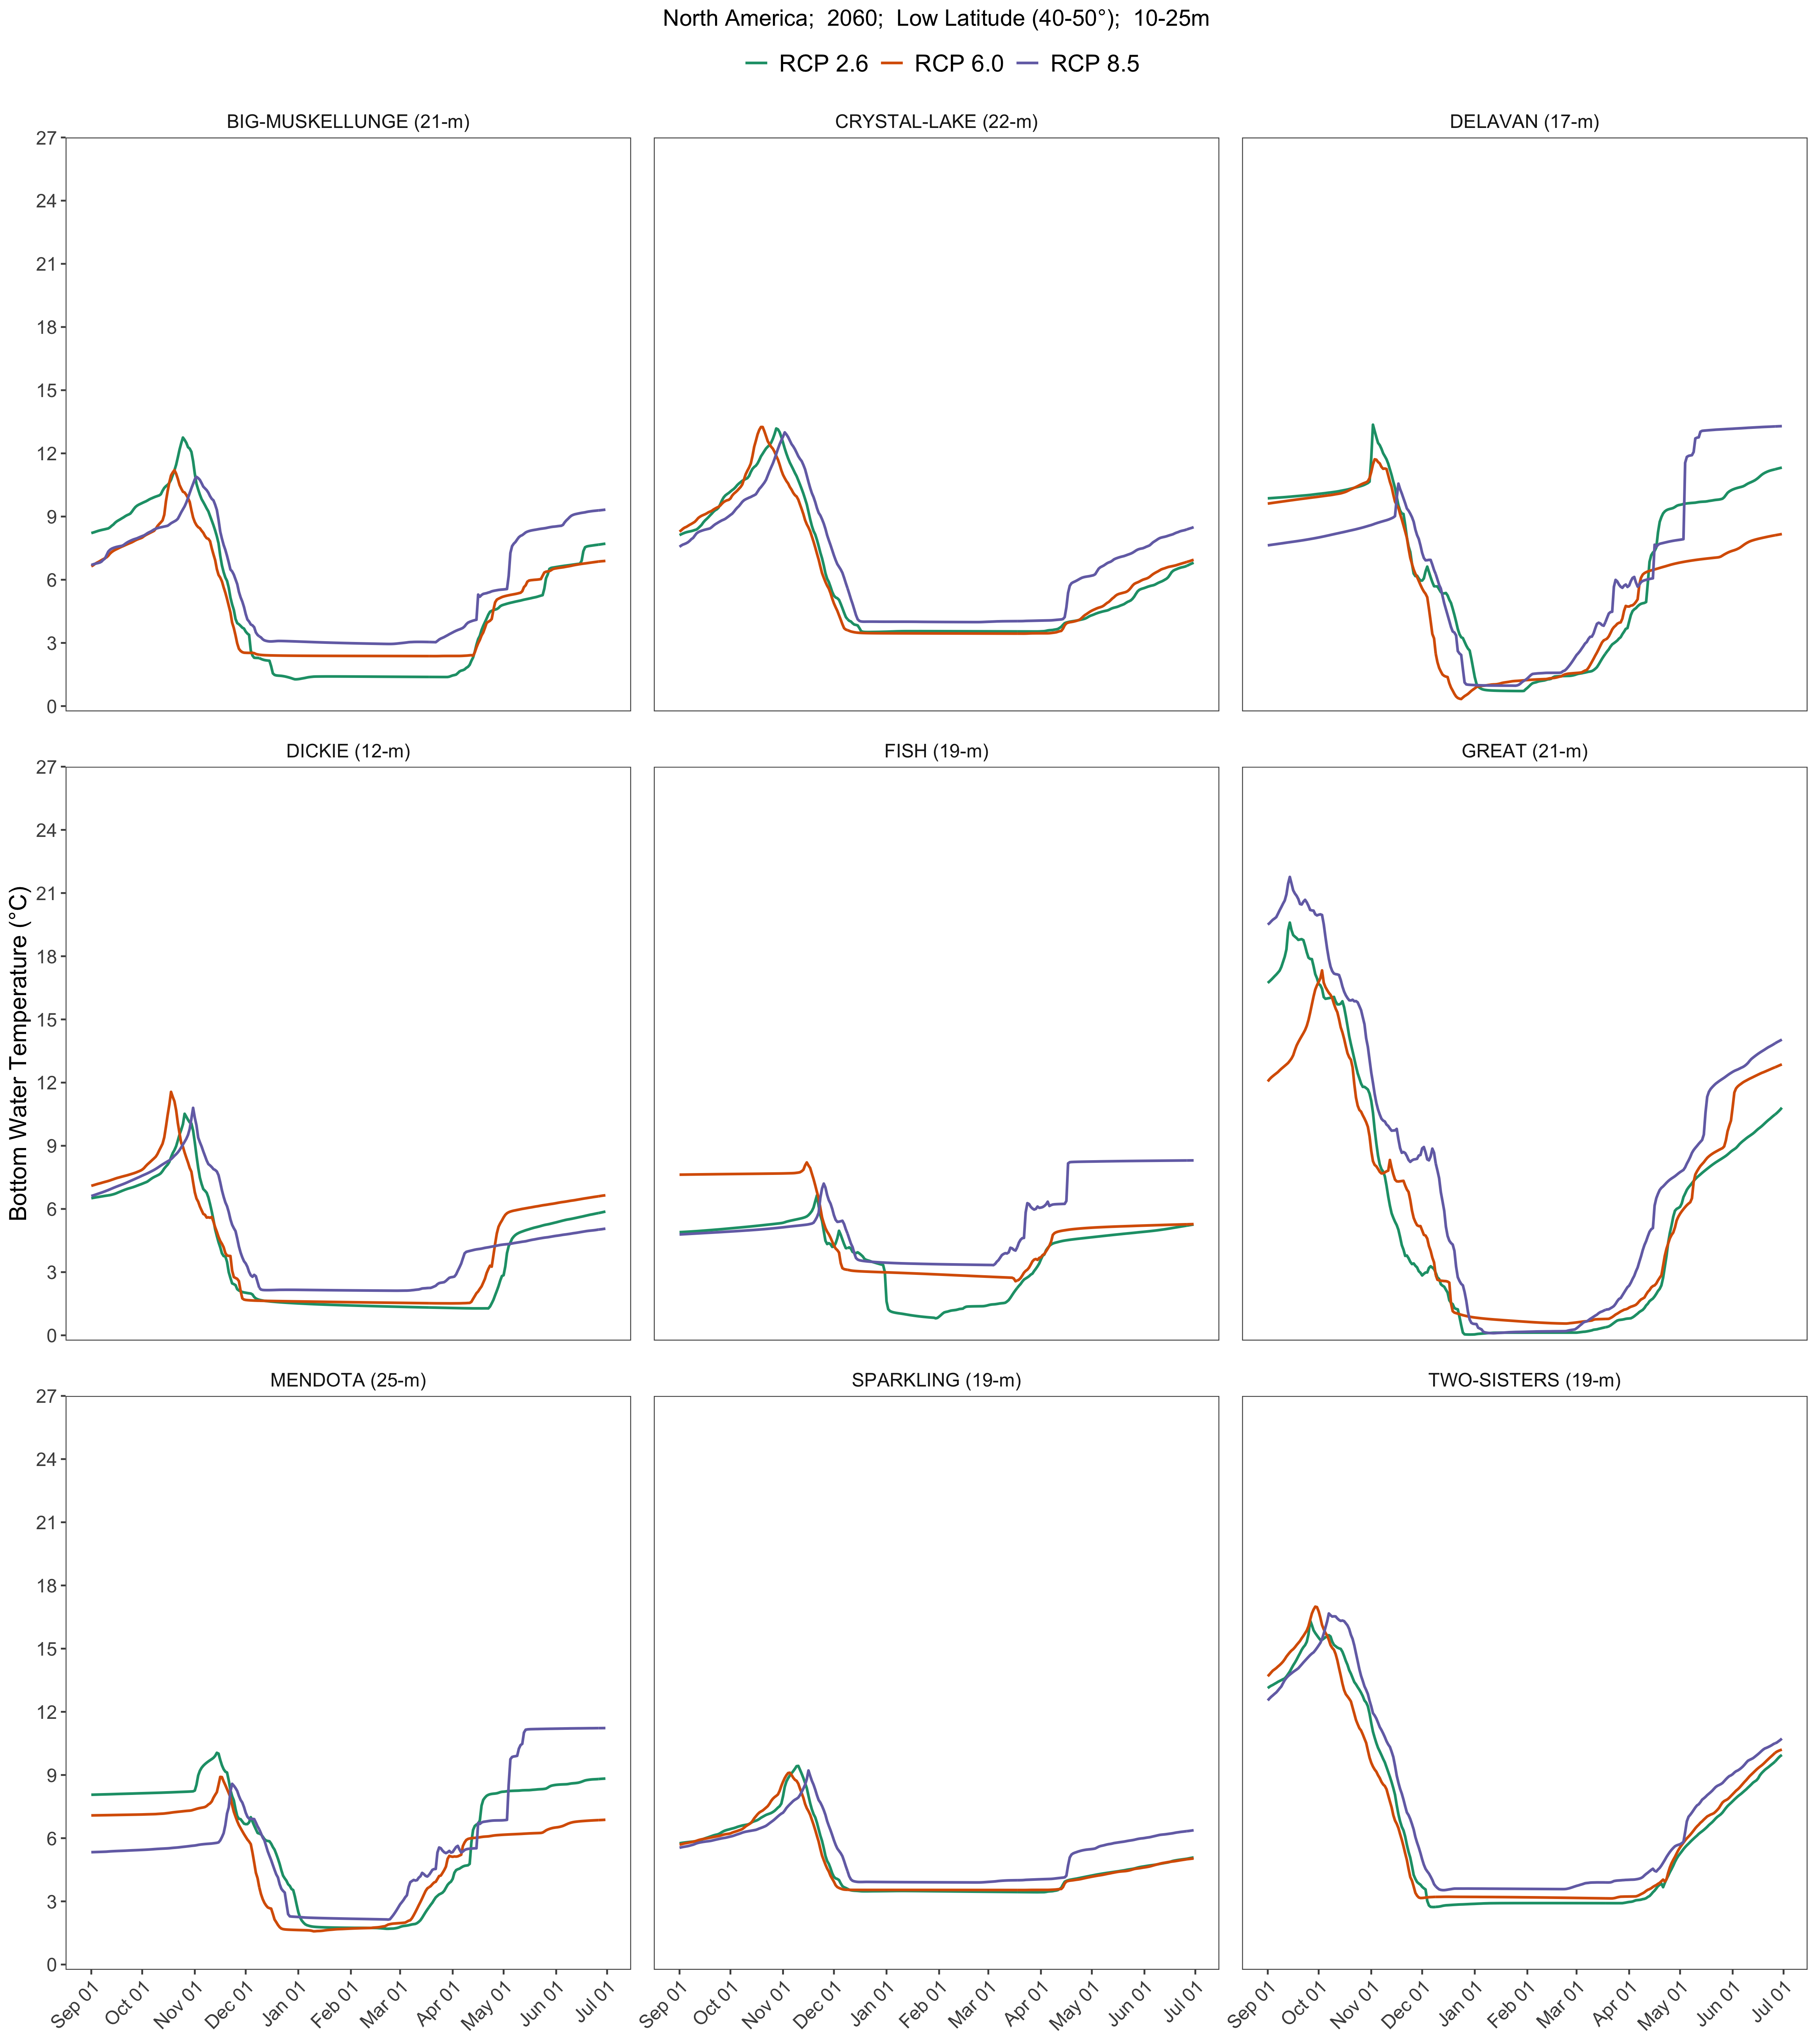 North America;  2060;  Low Latitude (40-50°);  10-25m
RCP 2.6 RCP 6.0 RCP 8.5
BIG-MUSKELLUNGE (21-m)
CRYSTAL-LAKE (22-m)
DELAVAN (17-m)
27
24
21
18
15
12
9
6
3
0
DICKIE (12-m)
FISH (19-m)
GREAT (21-m)
27
24
21
18
15
12
9
6
3
0
Bottom Water Temperature (°C)
MENDOTA (25-m)
SPARKLING (19-m)
TWO-SISTERS (19-m)
27
24
21
18
15
12
9
6
3
0
Sep 01 Oct 01 Nov 01 Dec 01 Jan 01 Feb 01 Mar 01 Apr 01 May 01 Jun 01 Jul 01
Sep 01 Oct 01 Nov 01 Dec 01 Jan 01 Feb 01 Mar 01 Apr 01 May 01 Jun 01 Jul 01
Sep 01 Oct 01 Nov 01 Dec 01 Jan 01 Feb 01 Mar 01 Apr 01 May 01 Jun 01 Jul 01